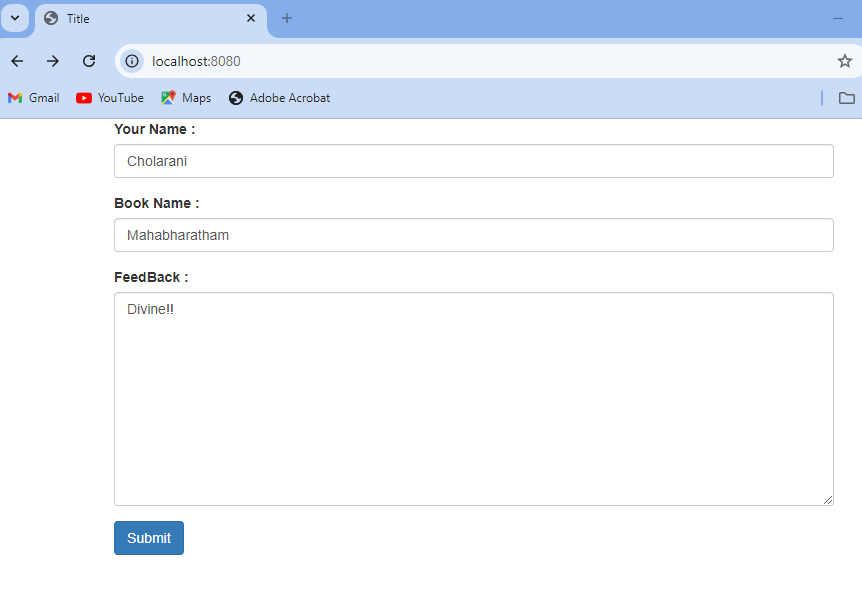 Title
localhost:8080
Gmail YouTube Maps Adobe Acrobat
Your Name :
Cholarani
Book Name :
Mahabharatham
FeedBack :
Divine!!
Submit